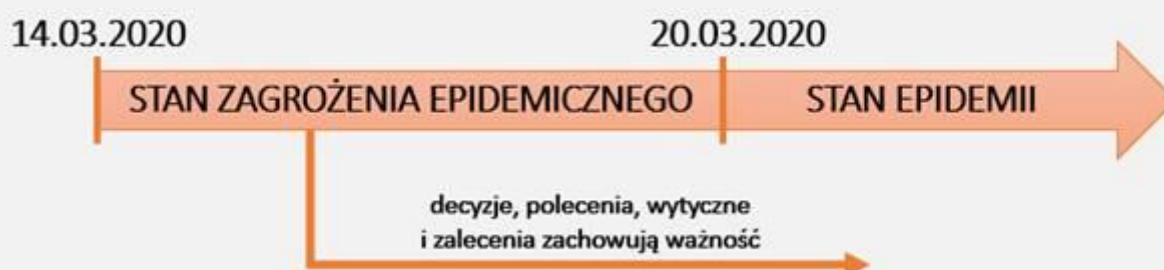 14.03.2020
20.03.2020
STAN ZAGROŻENIA EPIDEMICZNEGO
STAN EPIDEMII
decyzje, polecenia, wytyczne
i zalecenia zachowują ważność